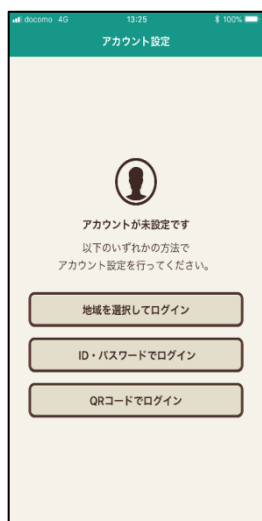 docomo 4G 13:25 100%
アカウント設定
アカウントが未設定です
以下のいずれかの方法で
アカウント設定を行ってください。
地域を選択してログイン
ID・パスワードでログイン
QRコードでログイン